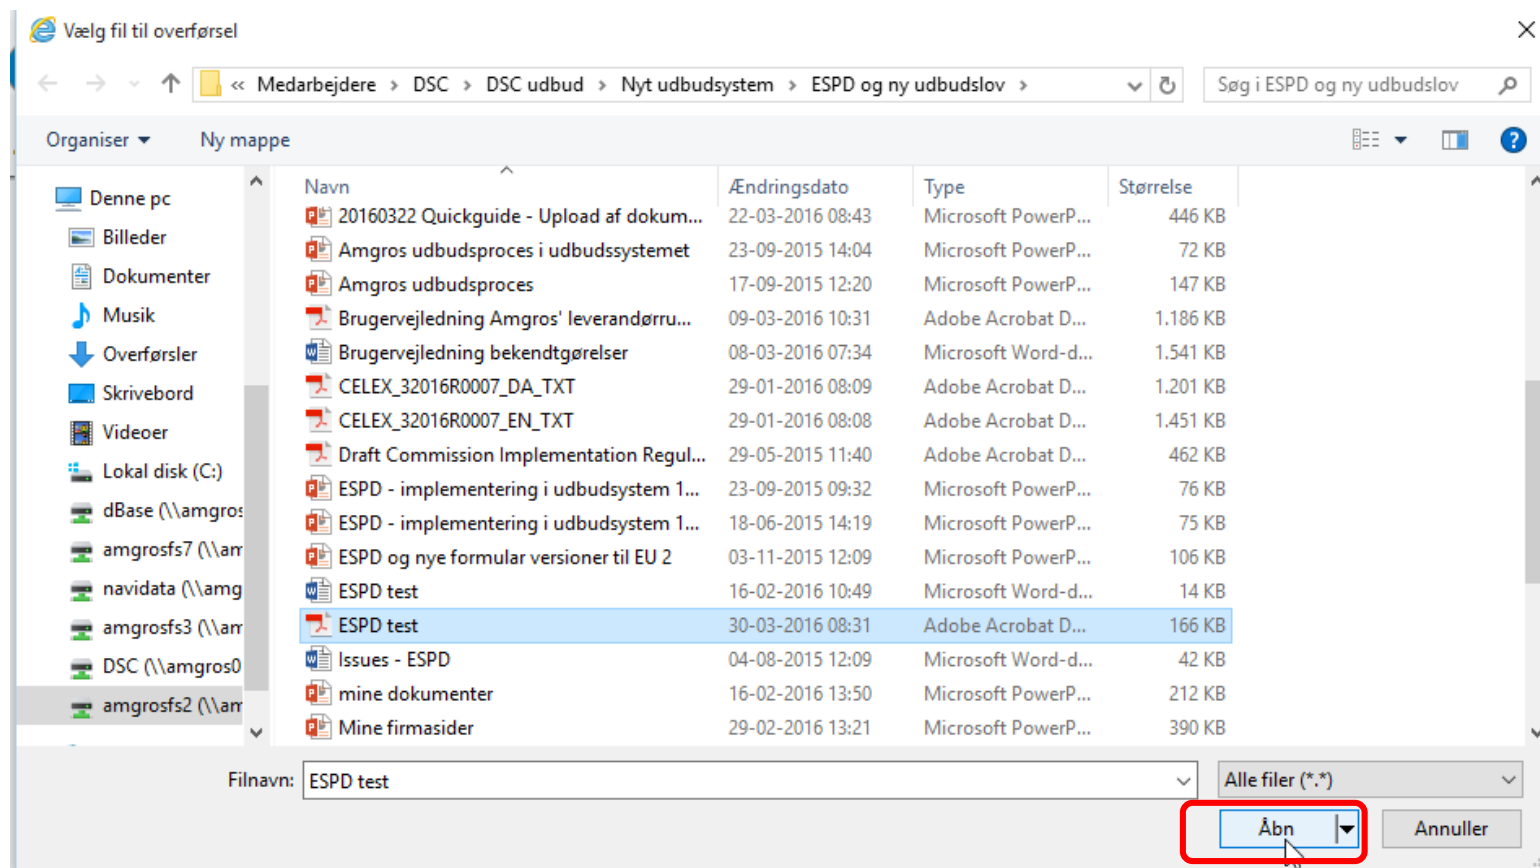 Vælg fil til overførsel
« Medarbejdere > DSC > DSC udbud > Nyt udbudsystem > ESPD og ny udbudslov >
Søg i ESPD og ny udbudslov
Organiser
Ny mappe
Denne pc
Billeder
Dokumenter
Musik
Overførsler
Skrivebord
Videoer
Lokal disk (C:)
dBase (\\amgros
amgrosfs7 (\\am
navidata (\\amg
amgrosfs3 (\\am
DSC (\\amgros0
amgrosfs2 (\\am
Navn Ændringsdato Type Størrelse
20160322 Quickguide - Upload af dokum... 22-03-2016 08:43 Microsoft PowerP... 446 KB
Amgros udbudsproces i udbudssystemet 23-09-2015 14:04 Microsoft PowerP... 72 KB
Amgros udbudsproces 17-09-2015 12:20 Microsoft PowerP... 147 KB
Brugervejledning Amgros' leverandørru... 09-03-2016 10:31 Adobe Acrobat D... 1.186 KB
Brugervejledning bekendtgørelser 08-03-2016 07:34 Microsoft Word-d... 1.541 KB
CELEX_32016R0007_DA_TXT 29-01-2016 08:09 Adobe Acrobat D... 1.201 KB
CELEX_32016R0007_EN_TXT 29-01-2016 08:08 Adobe Acrobat D... 1.451 KB
Draft Commission Implementation Regul... 29-05-2015 11:40 Adobe Acrobat D... 462 KB
ESPD - implementering i udbudsystem 1... 23-09-2015 09:32 Microsoft PowerP... 76 KB
ESPD - implementering i udbudsystem 1... 18-06-2015 14:19 Microsoft PowerP... 75 KB
ESPD og nye formular versioner til EU 2 03-11-2015 12:09 Microsoft PowerP... 106 KB
ESPD test 16-02-2016 10:49 Microsoft Word-d... 14 KB
ESPD test 30-03-2016 08:31 Adobe Acrobat D... 166 KB
Issues - ESPD 04-08-2015 12:09 Microsoft Word-d... 42 KB
mine dokumenter 16-02-2016 13:50 Microsoft PowerP... 212 KB
Mine firmasider 29-02-2016 13:21 Microsoft PowerP... 390 KB
Filnavn: ESPD test
Alle filer (*.*)
Åbn
Annuller